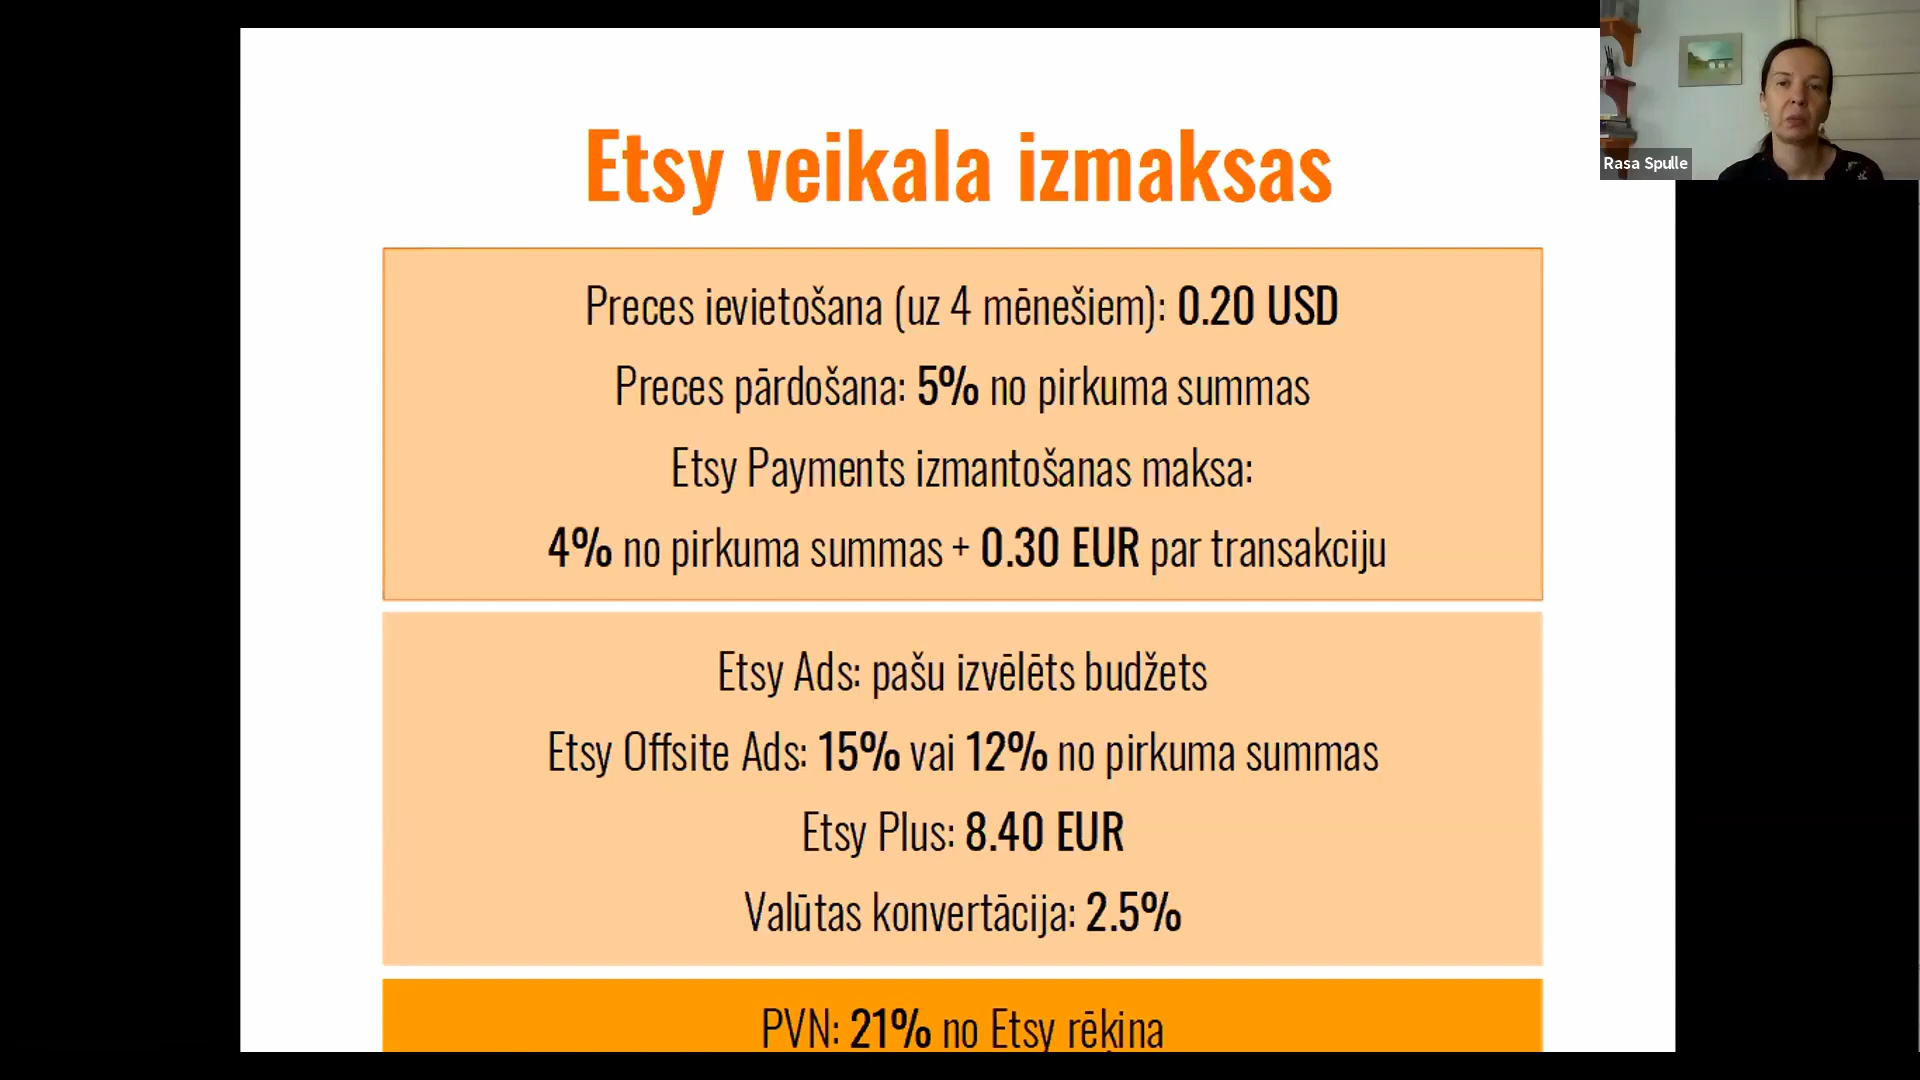 Etsy veikala izmaksas
Preces ievietošana (uz 4 mēnešiem): 0.20 USD
Preces pārdošana: 5% no pirkuma summas
Etsy Payments izmantošanas maksa:
4% no pirkuma summas + 0.30 EUR par transakciju
Etsy Ads: pašu izvēlēts budžets
Etsy Offsite Ads: 15% vai 12% no pirkuma summas
Etsy Plus: 8.40 EUR
Valūtas konvertācija: 2.5%
PVN: 21% no Etsy rēķina
Rasa Spulle